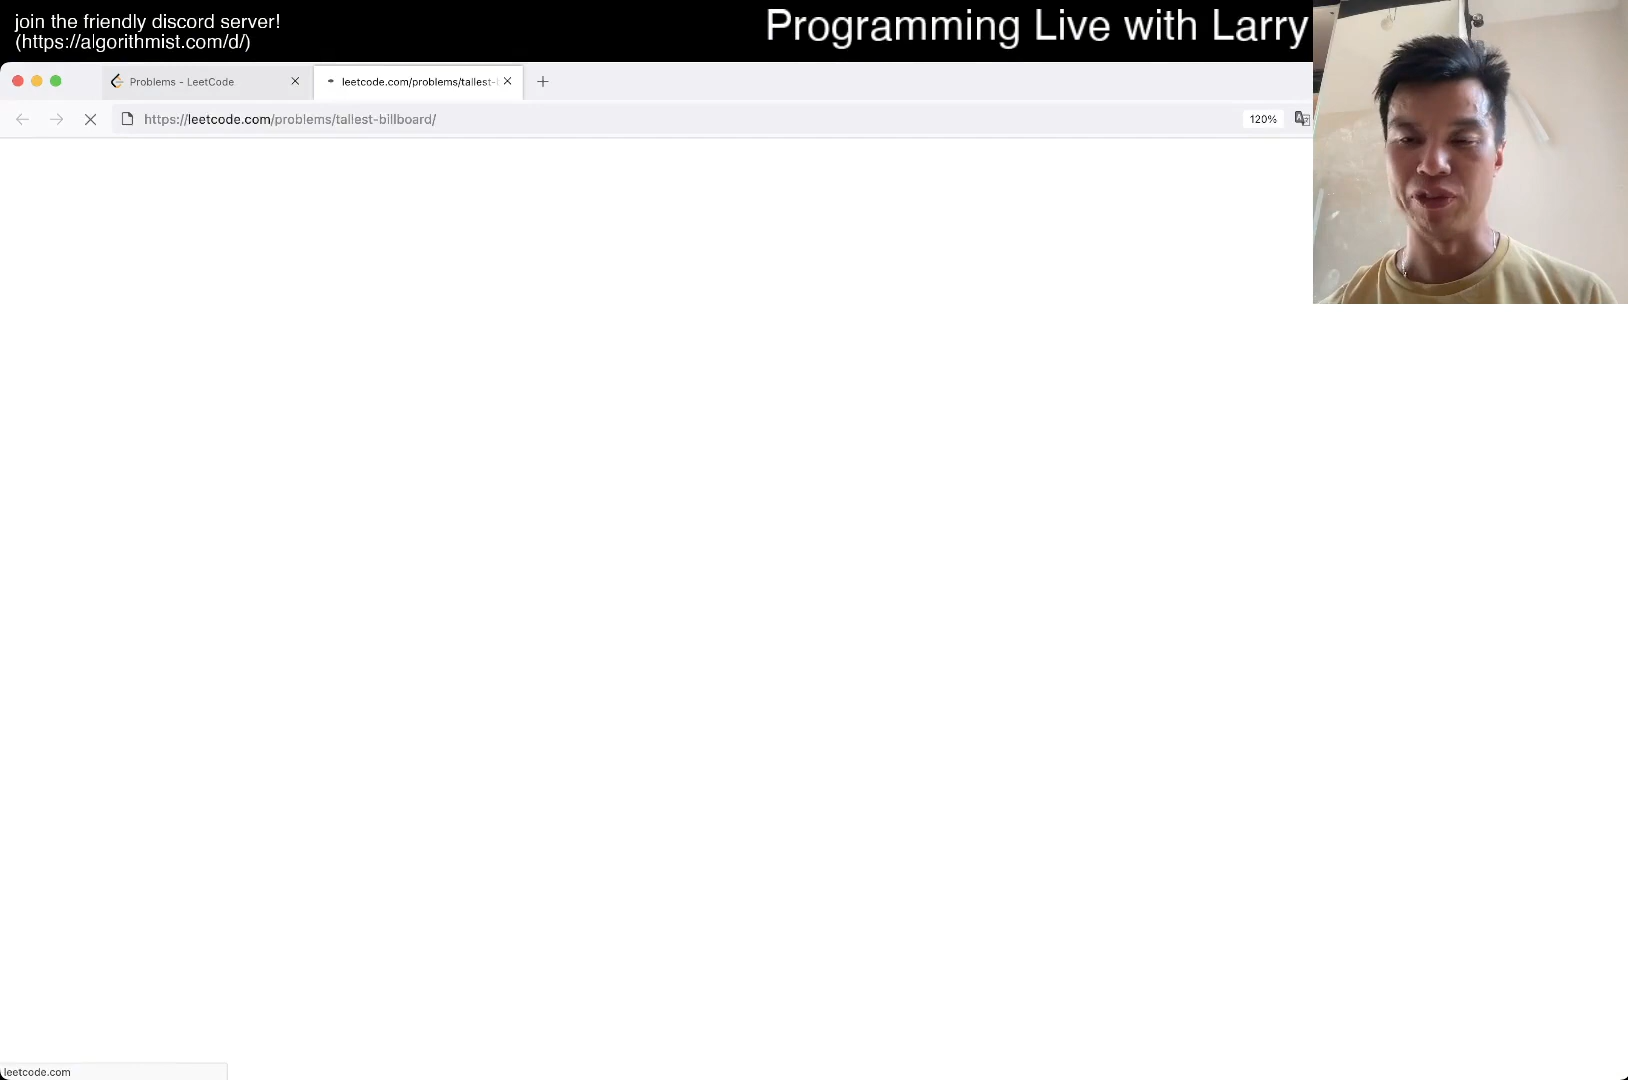 join the friendly discord server!
(https://algorithmist.com/d/)
Programming Live with Larry
Problems - LeetCode
leetcode.com/problems/tallest-
https://leetcode.com/problems/tallest-billboard/
120%
leetcode.com